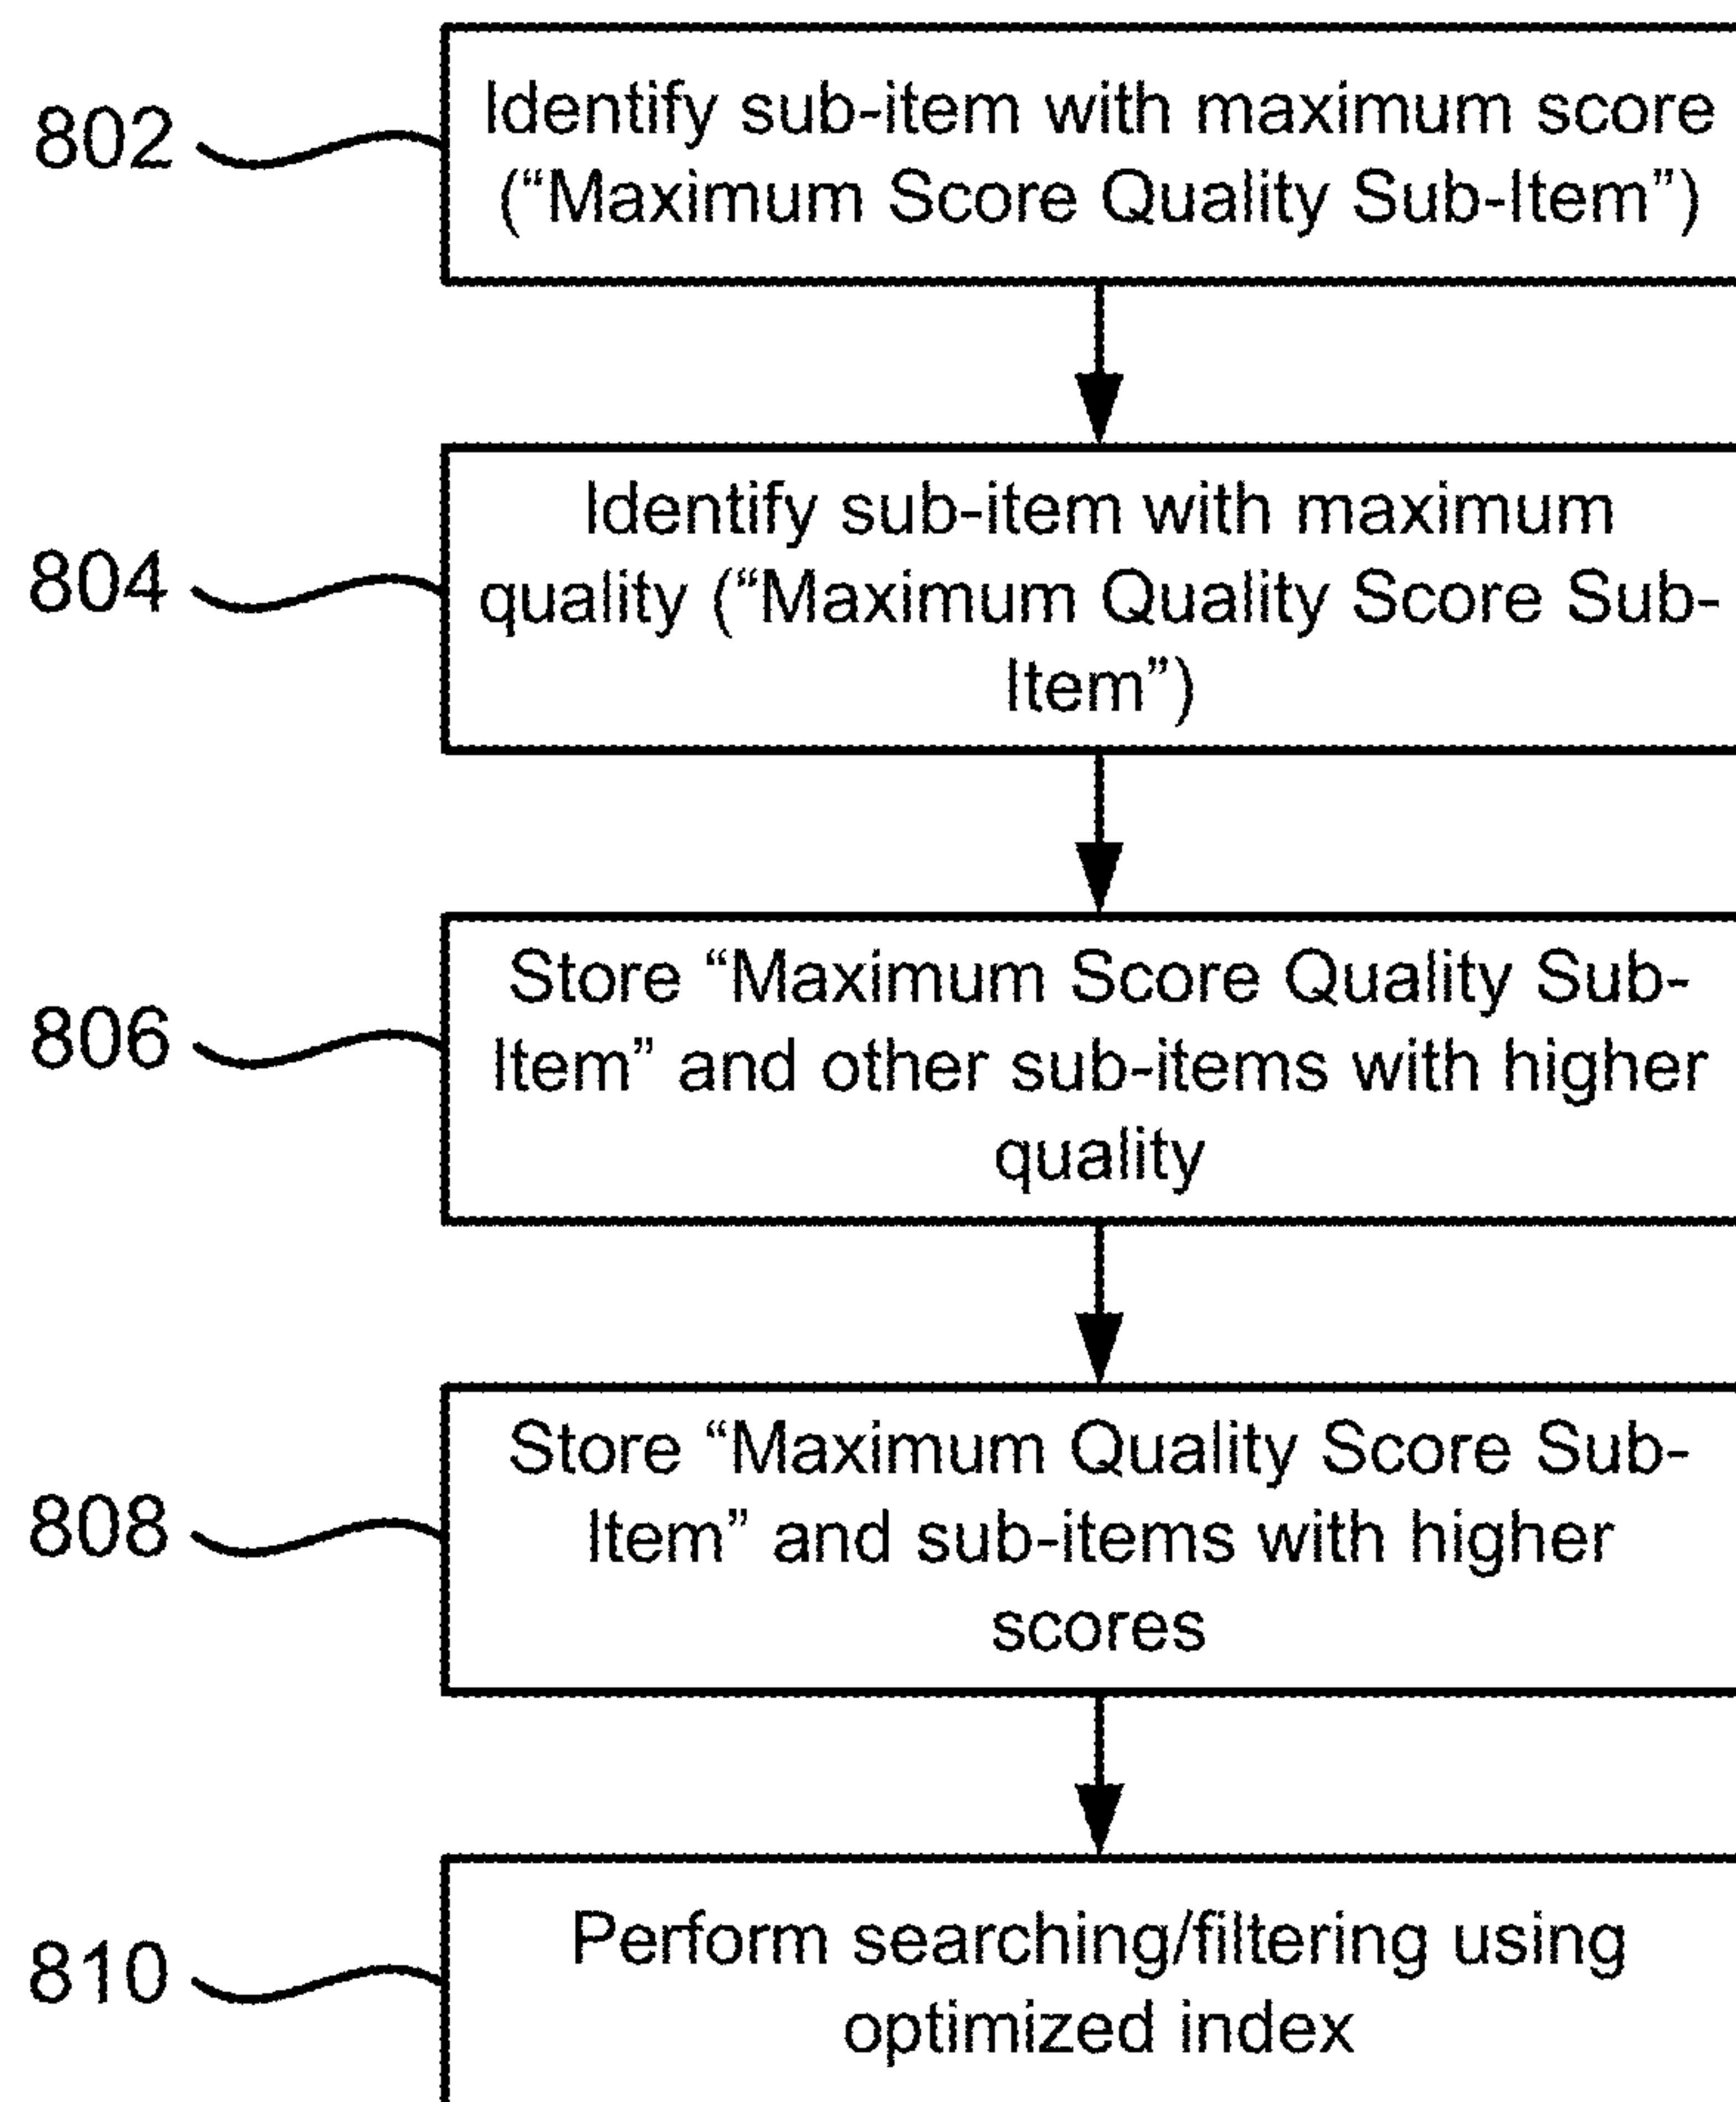 802
Identify sub-item with maximum score
(“Maximum Score Quality Sub-Item”)
804
Identify sub-item with maximum
quality (“Maximum Quality Score Sub-
Item”)
806
Store “Maximum Score Quality Sub-
Item” and other sub-items with higher
quality
808
Store “Maximum Quality Score Sub-
Item” and sub-items with higher
scores
810
Perform searching/filtering using
optimized index